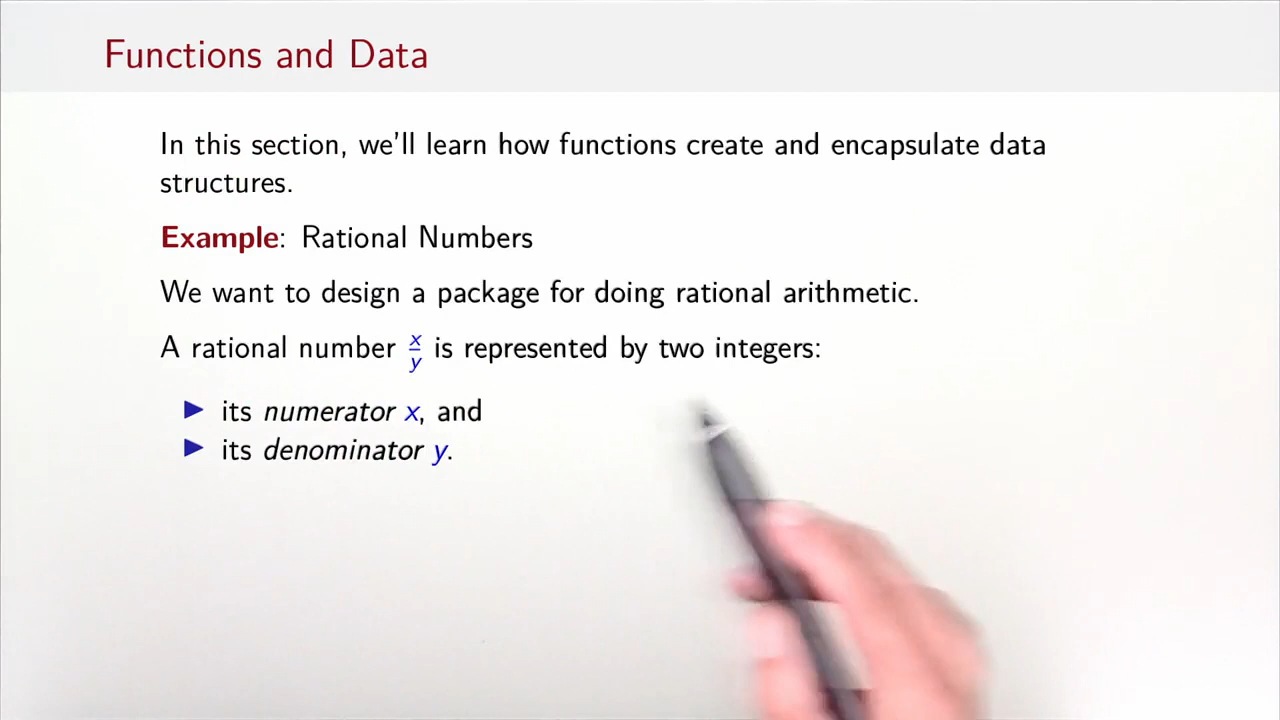 Functions and Data
In this section, we'll learn how functions create and encapsulate data
structures.
Example: Rational Numbers
We want to design a package for doing rational arithmetic.
A rational number x/y is represented by two integers:
▶ its numerator x, and
▶ its denominator y.